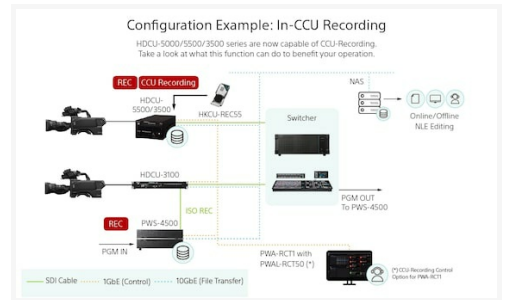 Configuration Example: In-CCU Recording
HDCU-5000/5500/3500 series are now capable of CCU-Recording.
Take a look at what this function can do to benefit your operation.
REC
CCU Recording
HDCU-
5500/3500
HKCU-REC55
NAS
Switcher
Online/Offline
NLE Editing
HDCU-3100
ISO REC
PGM OUT
To PWS-4500
REC
PWS-4500
PGM IN
PWA-RCT1 with
PWAL-RCT50 (*)
(*) CCU-Recording Control
Option for PWA-RCT1
SDI Cable
1GbE (Control)
10GbE (File Transfer)